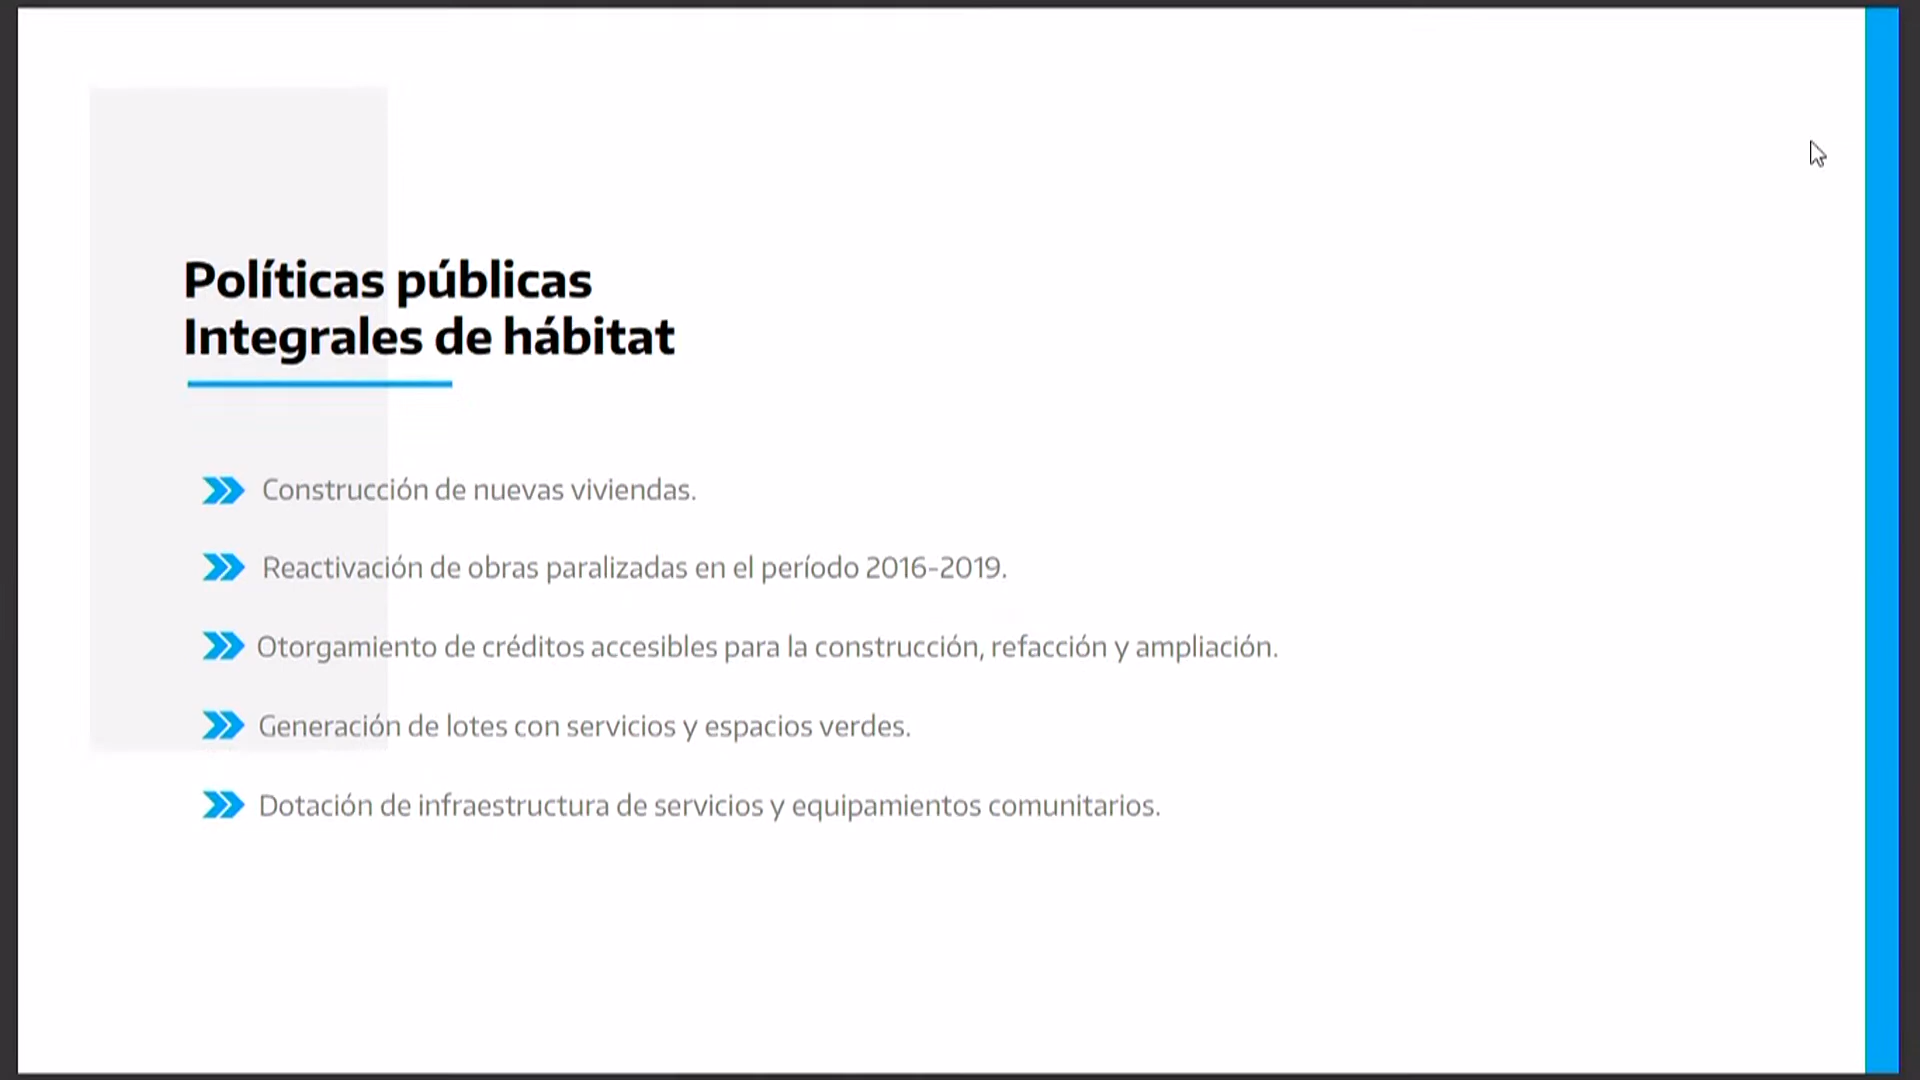 Políticas públicas
Integrales de hábitat
Construcción de nuevas viviendas.
Reactivación de obras paralizadas en el período 2016-2019.
Otorgamiento de créditos accesibles para la construcción, refacción y ampliación.
Generación de lotes con servicios y espacios verdes.
Dotación de infraestructura de servicios y equipamientos comunitarios.